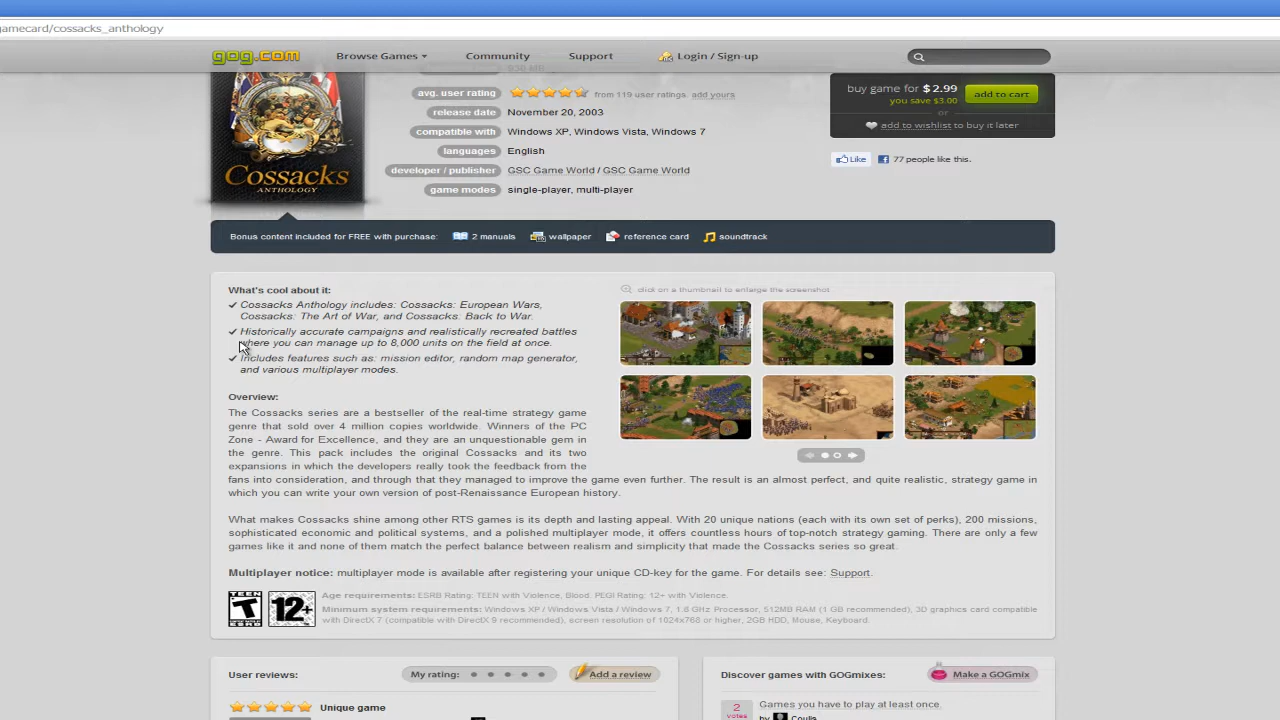 gamecard/cossacks_anthology
gog.com Browse Games Community Support Login / Sign-up
avg. user rating from 119 user ratings. add yours
release date November 20, 2003
compatible with Windows XP, Windows Vista, Windows 7
languages English
developer / publisher GSC Game World / GSC Game World
game modes single-player, multi-player
buy game for $2.99 add to cart
you save $3.00
or
add to wishlist to buy it later
Like 77 people like this.
Cossacks
ANTHOLOGY
Bonus content included for FREE with purchase: 2 manuals wallpaper reference card soundtrack
What's cool about it:
Cossacks Anthology includes: Cossacks: European Wars,
Cossacks: The Art of War, and Cossacks: Back to War.
Historically accurate campaigns and realistically recreated battles
where you can manage up to 8,000 units on the field at once.
Includes features such as: mission editor, random map generator,
and various multiplayer modes.
click on a thumbnail to enlarge the screenshot
Overview:
The Cossacks series are a bestseller of the real-time strategy game
genre that sold over 4 million copies worldwide. Winners of the PC
Zone - Award for Excellence, and they are an unquestionable gem in
the genre. This pack includes the original Cossacks and its two
expansions in which the developers really took the feedback from the
fans into consideration, and through that they managed to improve the game even further. The result is an almost perfect, and quite realistic, strategy game in
which you can write your own version of post-Renaissance European history.
What makes Cossacks shine among other RTS games is its depth and lasting appeal. With 20 unique nations (each with its own set of perks), 200 missions,
sophisticated economic and political systems, and a polished multiplayer mode, it offers countless hours of top-notch strategy gaming. There are only a few
games like it and none of them match the perfect balance between realism and simplicity that made the Cossacks series so great.
Multiplayer notice: multiplayer mode is available after registering your unique CD-key for the game. For details see: Support.
TEEN
T
ESRB
12+
Age requirements: ESRB Rating: TEEN with Violence, Blood. PEGI Rating: 12+ with Violence.
Minimum system requirements: Windows XP / Windows Vista / Windows 7, 1.8 GHz Processor, 512MB RAM (1 GB recommended), 3D graphics card compatible
with DirectX 7 (compatible with DirectX 9 recommended), screen resolution of 1024x768 or higher, 2GB HDD, Mouse, Keyboard.
User reviews: My rating: Add a review
Unique game
Discover games with GOGmixes: Make a GOGmix
2
votes
Games you have to play at least once.
by Coulis